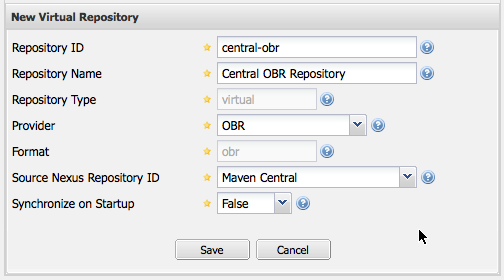 New Virtual Repository
Repository ID central-obr
Repository Name Central OBR Repository
Repository Type virtual
Provider OBR
Format obr
Source Nexus Repository ID Maven Central
Synchronize on Startup False
Save Cancel